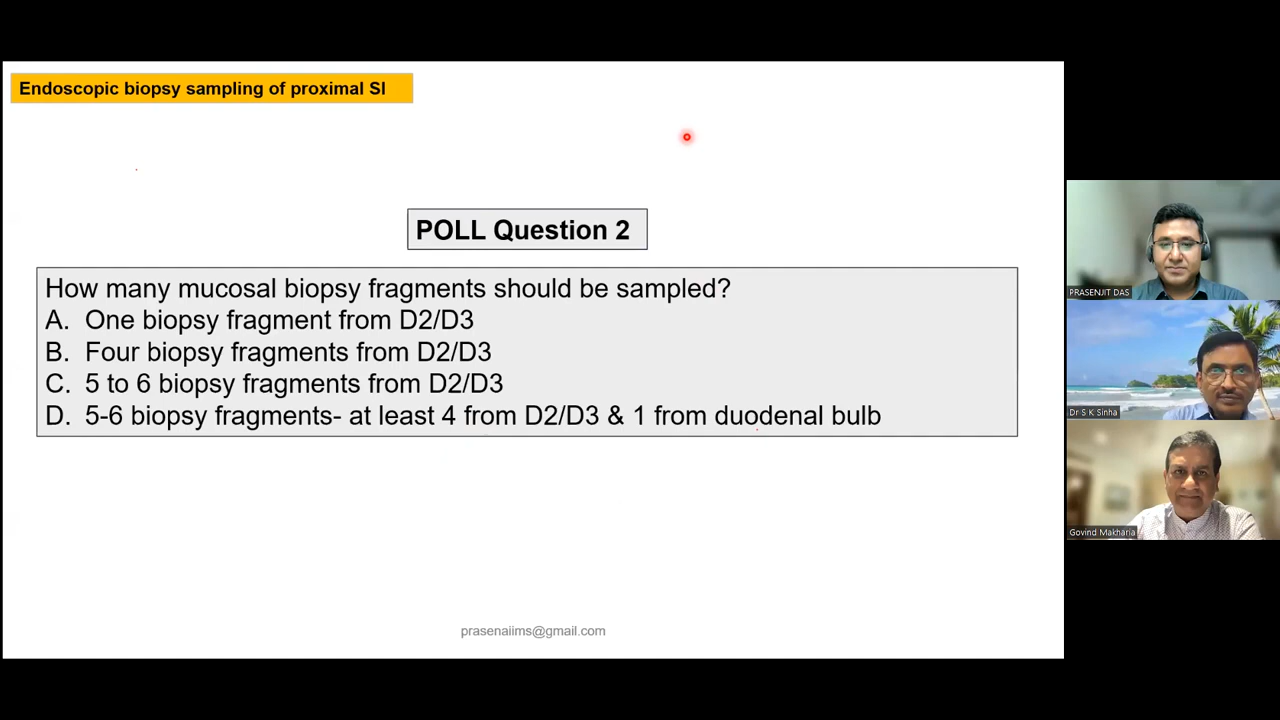 Endoscopic biopsy sampling of proximal SI
POLL Question 2
How many mucosal biopsy fragments should be sampled?
A. One biopsy fragment from D2/D3
B. Four biopsy fragments from D2/D3
C. 5 to 6 biopsy fragments from D2/D3
D. 5-6 biopsy fragments- at least 4 from D2/D3 & 1 from duodenal bulb
prasenaiims@gmail.com
PRASENJIT DAS
Dr S K Sinha
Govind Makharia